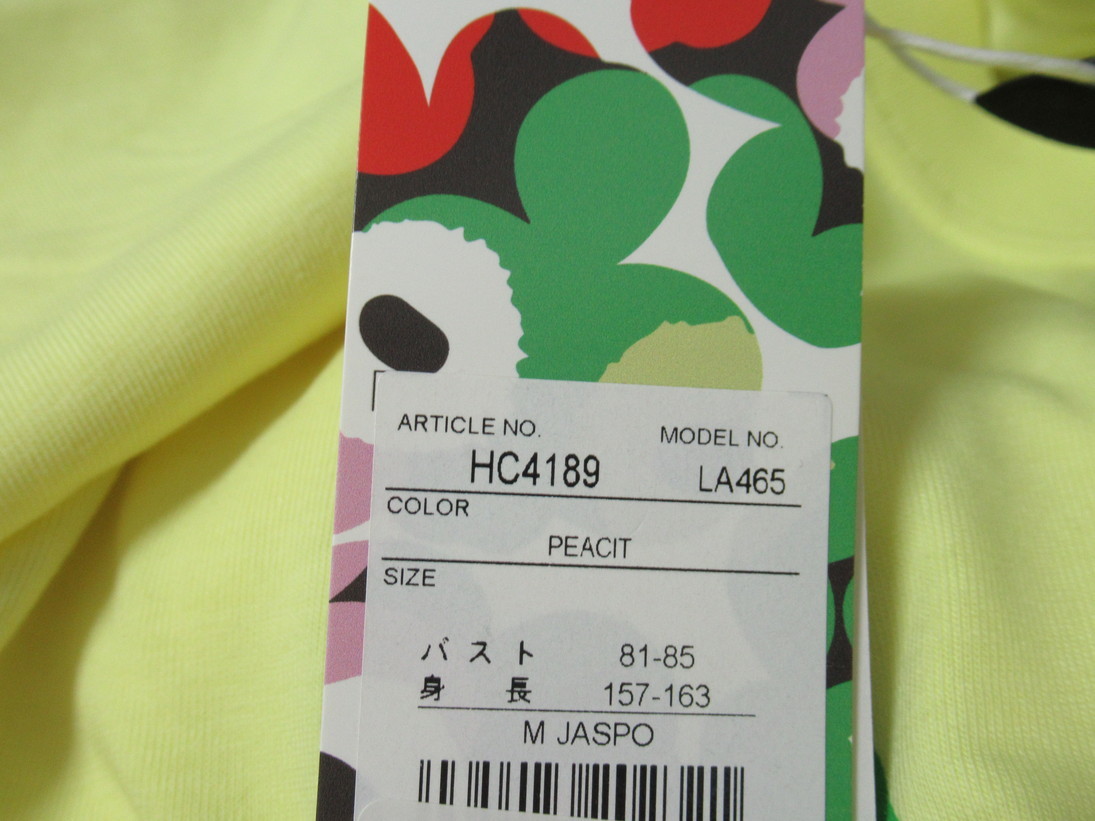 ARTICLE NO. MODEL NO.
HC4189 LA465
COLOR
PEACIT
SIZE
バスト 81-85
身長 157-163
M JASPO